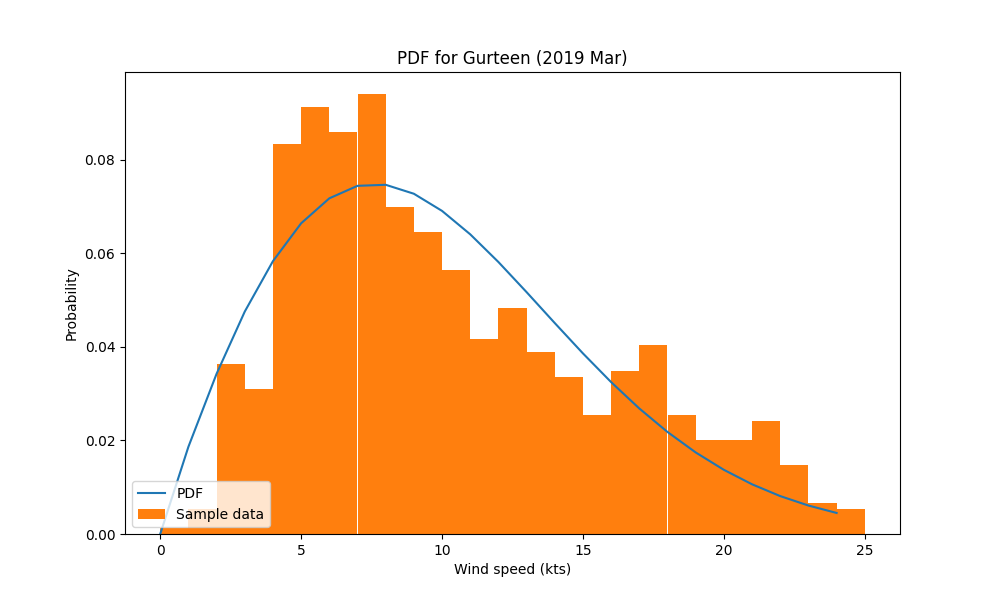 PDF for Gurteen (2019 Mar)
Probability
0.08
0.06
0.04
0.02
0.00
PDF
Sample data
0 5 10 15 20 25
Wind speed (kts)